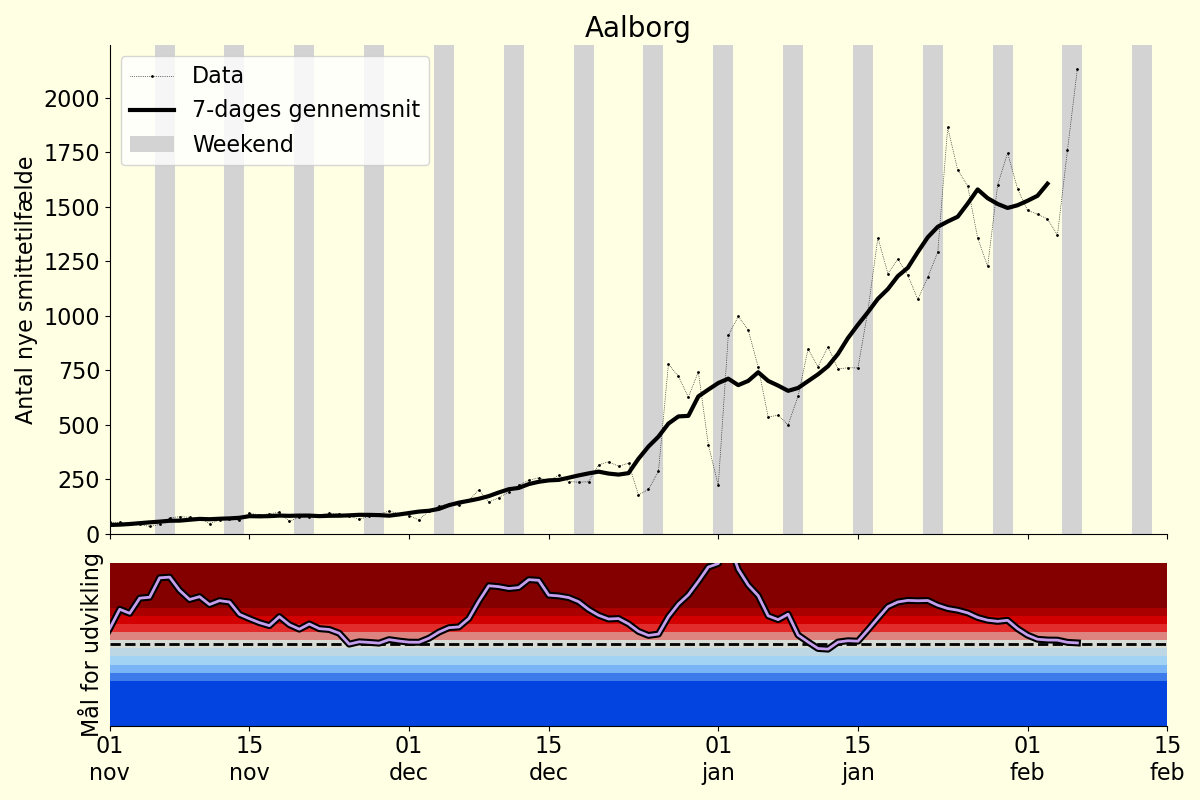 Aalborg
Data
7-dages gennemsnit
Weekend
Antal nye smittetilfælde
2000
1750
1500
1250
1000
750
500
250
0
Mål for udvikling
01 15 01 15 01 15 01 15
nov nov dec dec jan jan feb feb